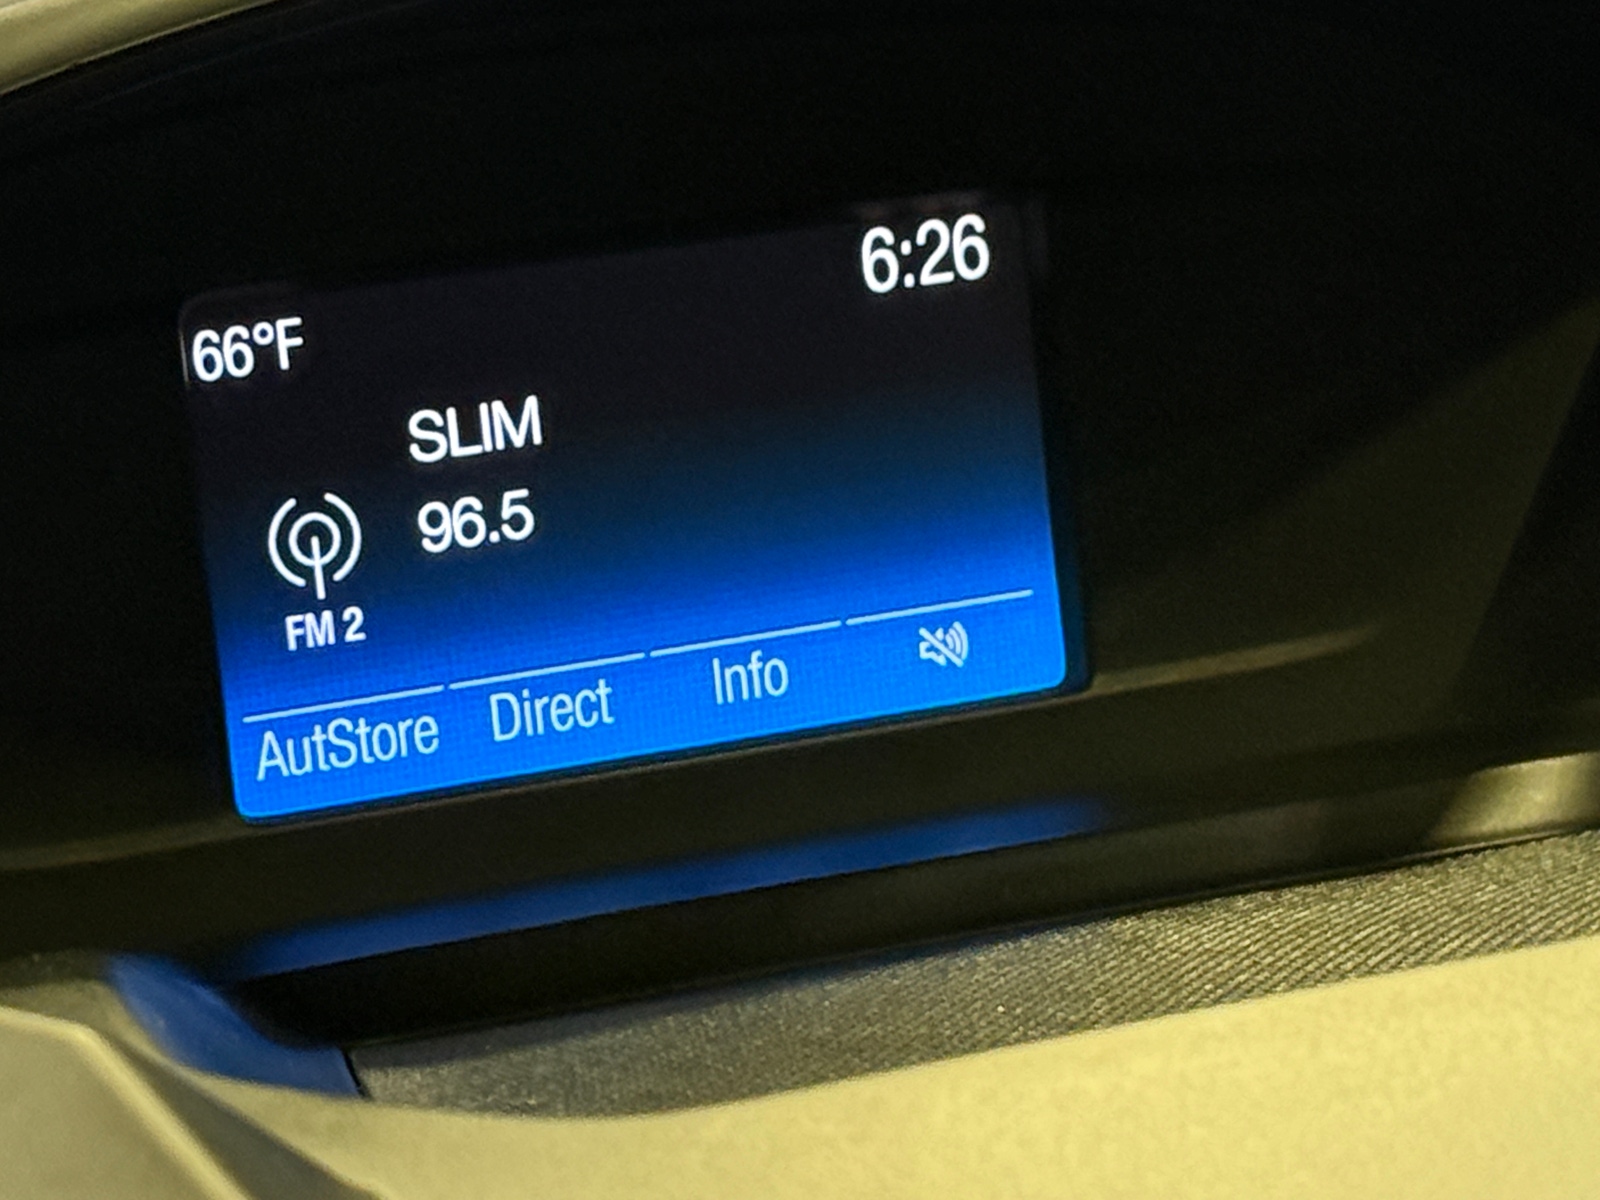 6:26
66°F
SLIM
96.5
FM 2
AutStore Direct Info